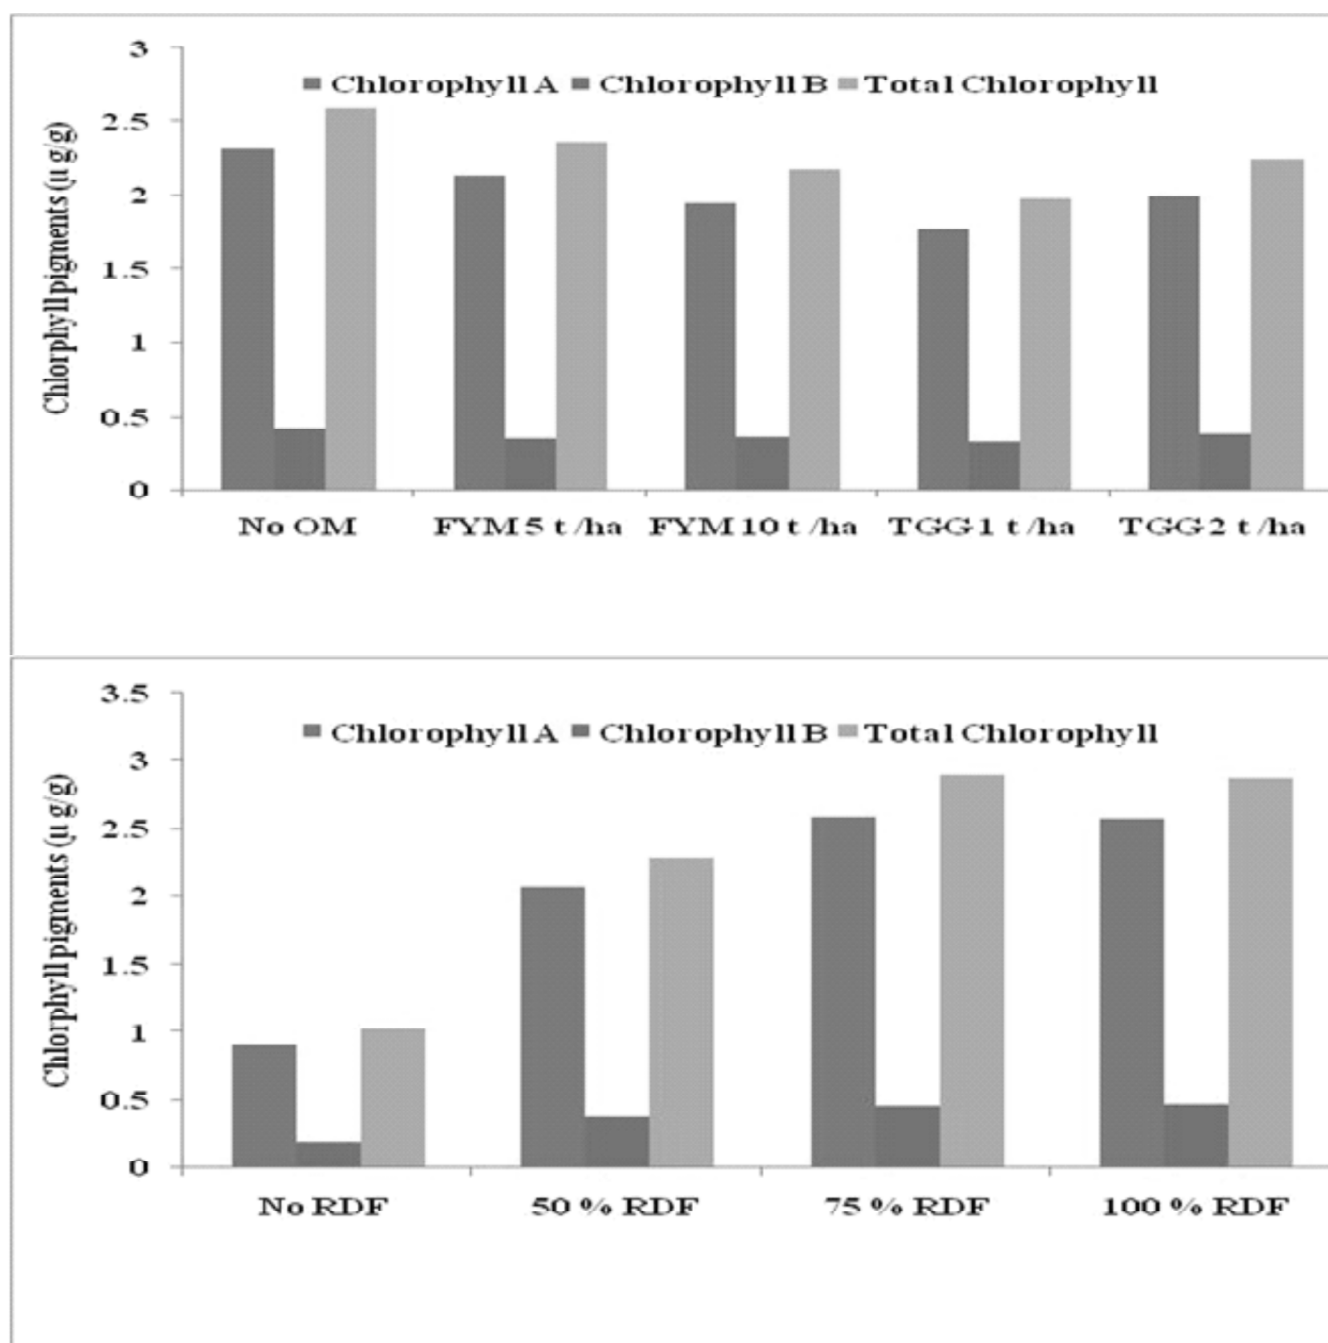 3
Chlorophyll A Chlorophyll B Total Chlorophyll
2.5
2
1.5
1
0.5
0
Chlorphyll pigments (µ g/g)
No OM FYM 5 t /ha FYM 10 t /ha TGG 1 t /ha TGG 2 t /ha
3.5
Chlorophyll A Chlorophyll B Total Chlorophyll
3
2.5
2
1.5
1
0.5
0
Chlorphyll pigments (µ g/g)
No RDF 50 % RDF 75 % RDF 100 % RDF